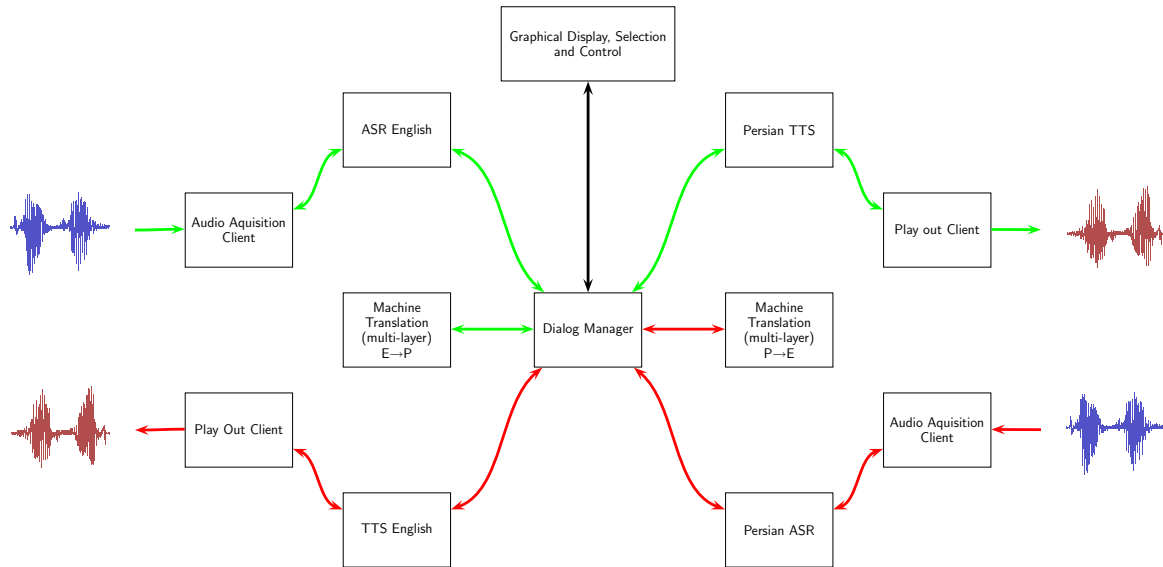 Graphical Display, Selection
and Control
ASR English
Persian TTS
Audio Aquisition
Client
Play out Client
Machine
Translation
(multi-layer)
E→P
Dialog Manager
Machine
Translation
(multi-layer)
P→E
Play Out Client
Audio Aquisition
Client
TTS English
Persian ASR